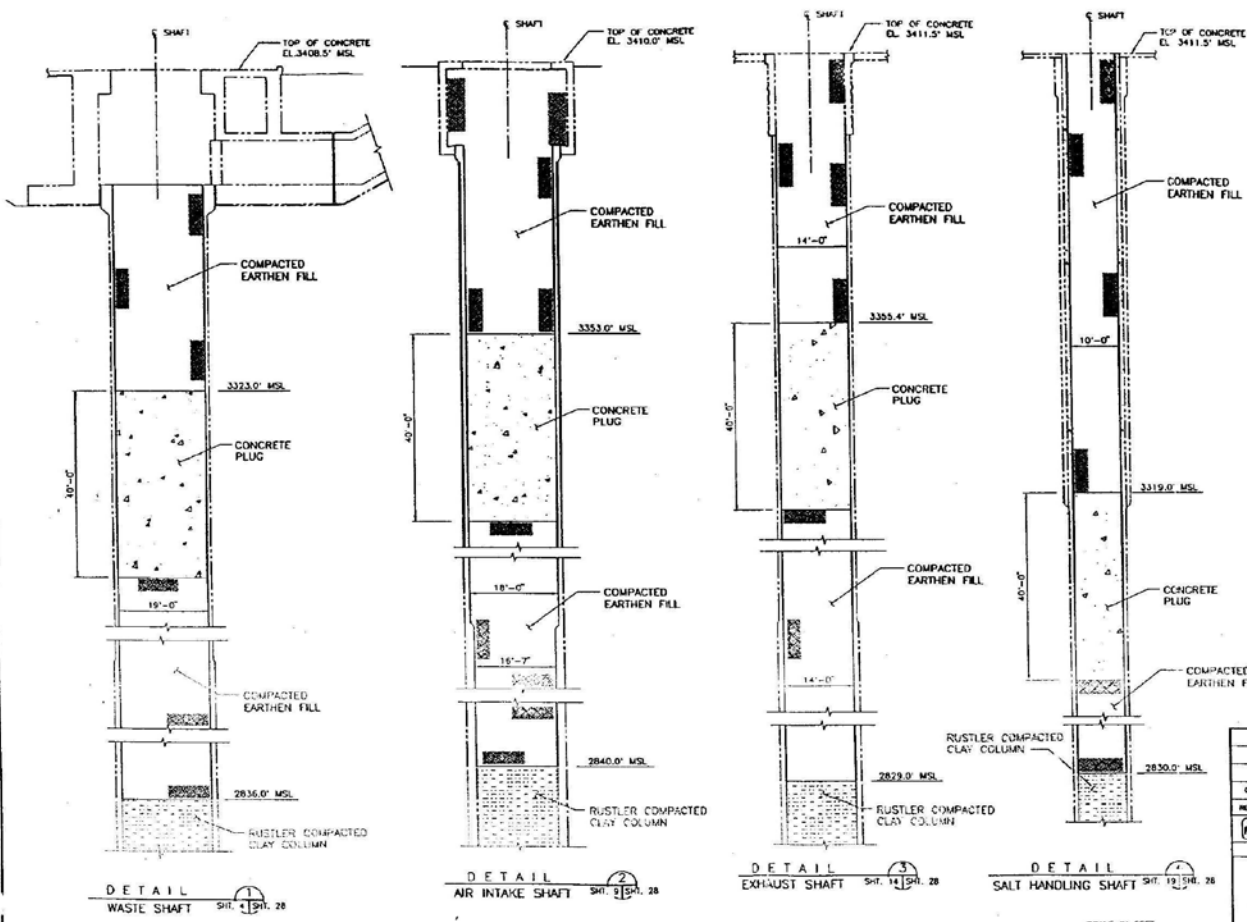 ℄ SHAFT
TOP OF CONCRETE
EL.3408.5' MSL
COMPACTED
EARTHEN FILL
3323.0' MSL
CONCRETE
PLUG
40'-0"
19'-0"
COMPACTED
EARTHEN FILL
2836.0' MSL
RUSTLER COMPACTED
CLAY COLUMN
DETAIL 1
WASTE SHAFT SHT. 4 SHT. 28
℄ SHAFT
TOP OF CONCRETE
EL. 3410.0' MSL
COMPACTED
EARTHEN FILL
3353.0' MSL
40'-0"
CONCRETE
PLUG
18'-0"
COMPACTED
EARTHEN FILL
16'-7"
2840.0' MSL
RUSTLER COMPACTED
CLAY COLUMN
DETAIL 2
AIR INTAKE SHAFT SHT. 9 SHT. 28
℄ SHAFT
TOP OF CONCRETE
EL. 3411.5' MSL
COMPACTED
EARTHEN FILL
14'-0"
3355.4' MSL
40'-0"
CONCRETE
PLUG
COMPACTED
EARTHEN FILL
14'-0"
2829.0' MSL
RUSTLER COMPACTED
CLAY COLUMN
DETAIL 3
EXHAUST SHAFT SHT. 14 SHT. 28
℄ SHAFT
TOP OF CONCRETE
EL. 3411.5' MSL
COMPACTED
EARTHEN FILL
10'-0"
3319.0' MSL
40'-0"
CONCRETE
PLUG
COMPACTED
EARTHEN F
RUSTLER COMPACTED
CLAY COLUMN
2830.0' MSL
DETAIL
SALT HANDLING SHAFT SHT. 19 SHT. 28